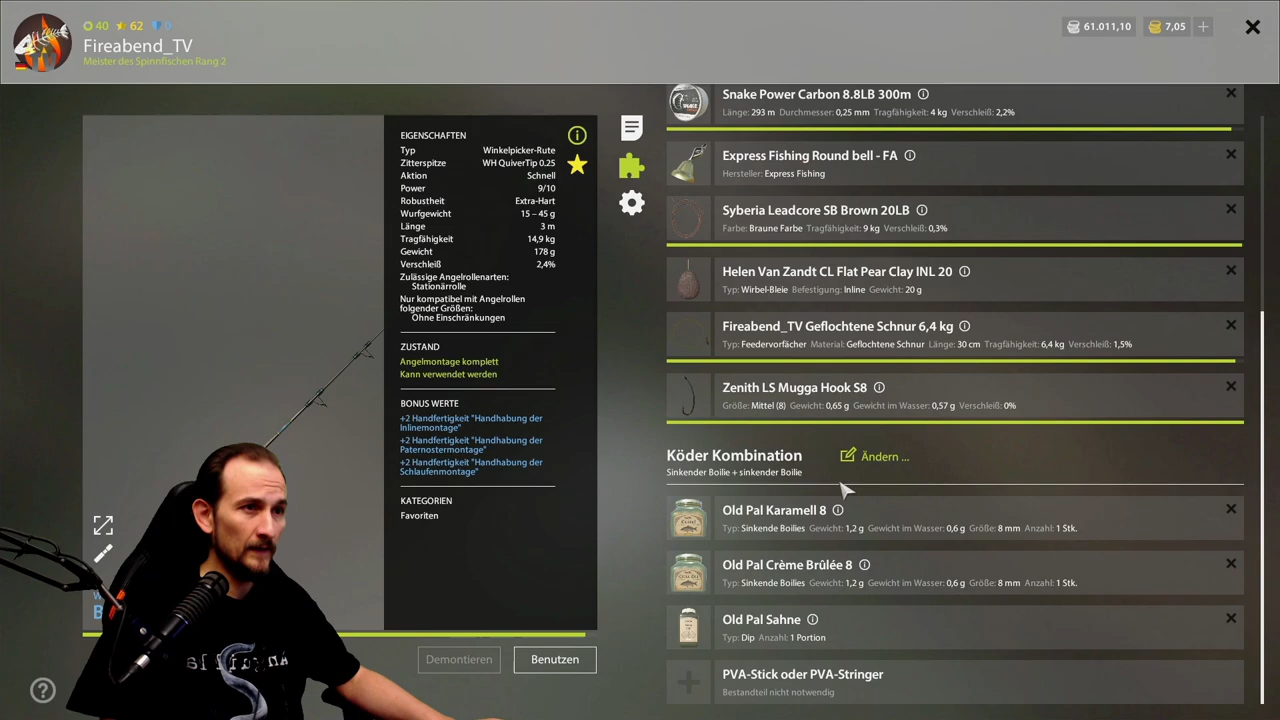 40 62 0
Fireabend_TV
Meister des Spinnfischen Rang 2
61.011,10 7,05
EIGENSCHAFTEN
Typ Winkelpicker-Rute
Zitterspitze WH QuiverTip 0.25
Aktion Schnell
Power 9/10
Robustheit Extra-Hart
Wurfgewicht 15 – 45 g
Länge 3 m
Tragfähigkeit 14,9 kg
Gewicht 178 g
Verschleiß 2,4%
Zulässige Angelrollenarten:
Stationärrolle
Nur kompatibel mit Angelrollen
folgender Größen:
Ohne Einschränkungen
ZUSTAND
Angelmontage komplett
Kann verwendet werden
BONUS WERTE
+2 Handfertigkeit "Handhabung der
Inlinemontage"
+2 Handfertigkeit "Handhabung der
Paternostermontage"
+2 Handfertigkeit "Handhabung der
Schlaufenmontage"
KATEGORIEN
Favoriten
Demontieren
Benutzen
Snake Power Carbon 8.8LB 300m
Länge: 293 m Durchmesser: 0,25 mm Tragfähigkeit: 4 kg Verschleiß: 2,2%
Express Fishing Round bell - FA
Hersteller: Express Fishing
Syberia Leadcore SB Brown 20LB
Farbe: Braune Farbe Tragfähigkeit: 9 kg Verschleiß: 0,3%
Helen Van Zandt CL Flat Pear Clay INL 20
Typ: Wirbel-Bleie Befestigung: Inline Gewicht: 20 g
Fireabend_TV Geflochtene Schnur 6,4 kg
Typ: Feedervorfächer Material: Geflochtene Schnur Länge: 30 cm Tragfähigkeit: 6,4 kg Verschleiß: 1,5%
Zenith LS Mugga Hook S8
Größe: Mittel (8) Gewicht: 0,65 g Gewicht im Wasser: 0,57 g Verschleiß: 0%
Köder Kombination Ändern ...
Sinkender Boilie + sinkender Boilie
Old Pal Karamell 8
Typ: Sinkende Boilies Gewicht: 1,2 g Gewicht im Wasser: 0,6 g Größe: 8 mm Anzahl: 1 Stk.
Old Pal Crème Brûlée 8
Typ: Sinkende Boilies Gewicht: 1,2 g Gewicht im Wasser: 0,6 g Größe: 8 mm Anzahl: 1 Stk.
Old Pal Sahne
Typ: Dip Anzahl: 1 Portion
PVA-Stick oder PVA-Stringer
Bestandteil nicht notwendig